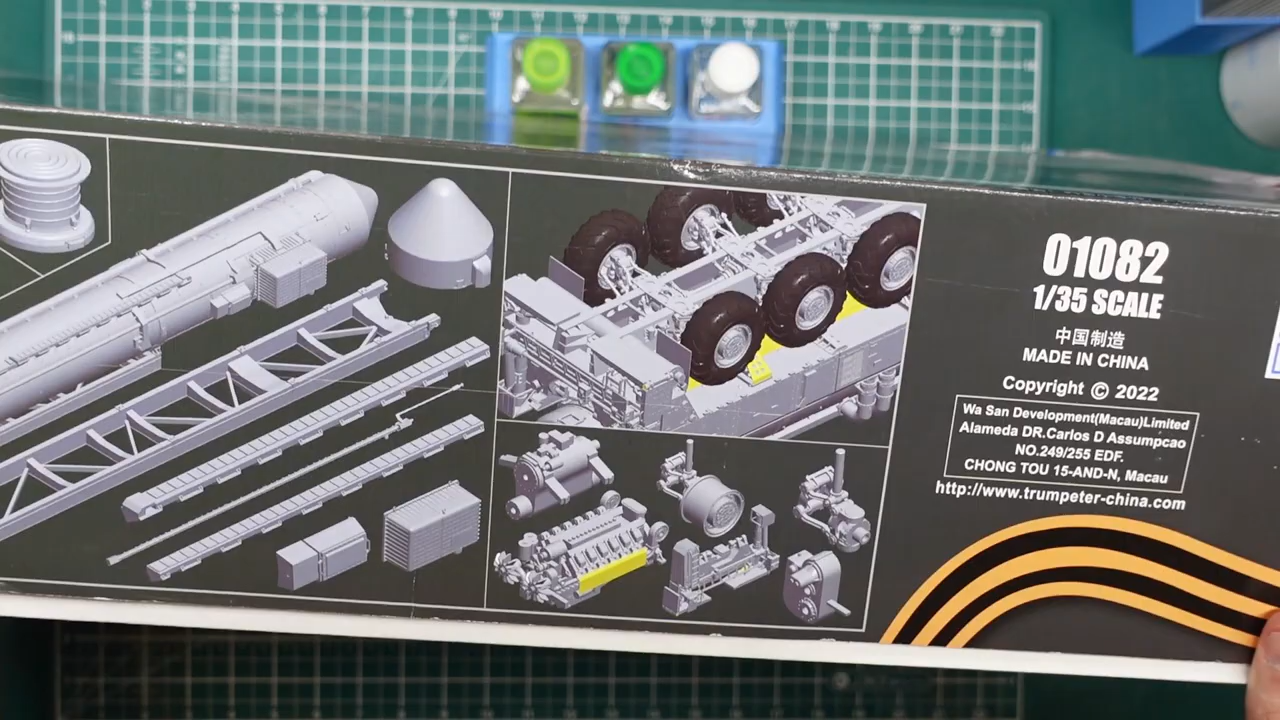 01082
1/35 SCALE
中国制造
MADE IN CHINA
Copyright © 2022
Wa San Development(Macau)Limited
Alameda DR.Carlos D Assumpcao
NO.249/255 EDF.
CHONG TOU 15-AND-N, Macau
http://www.trumpeter-china.com